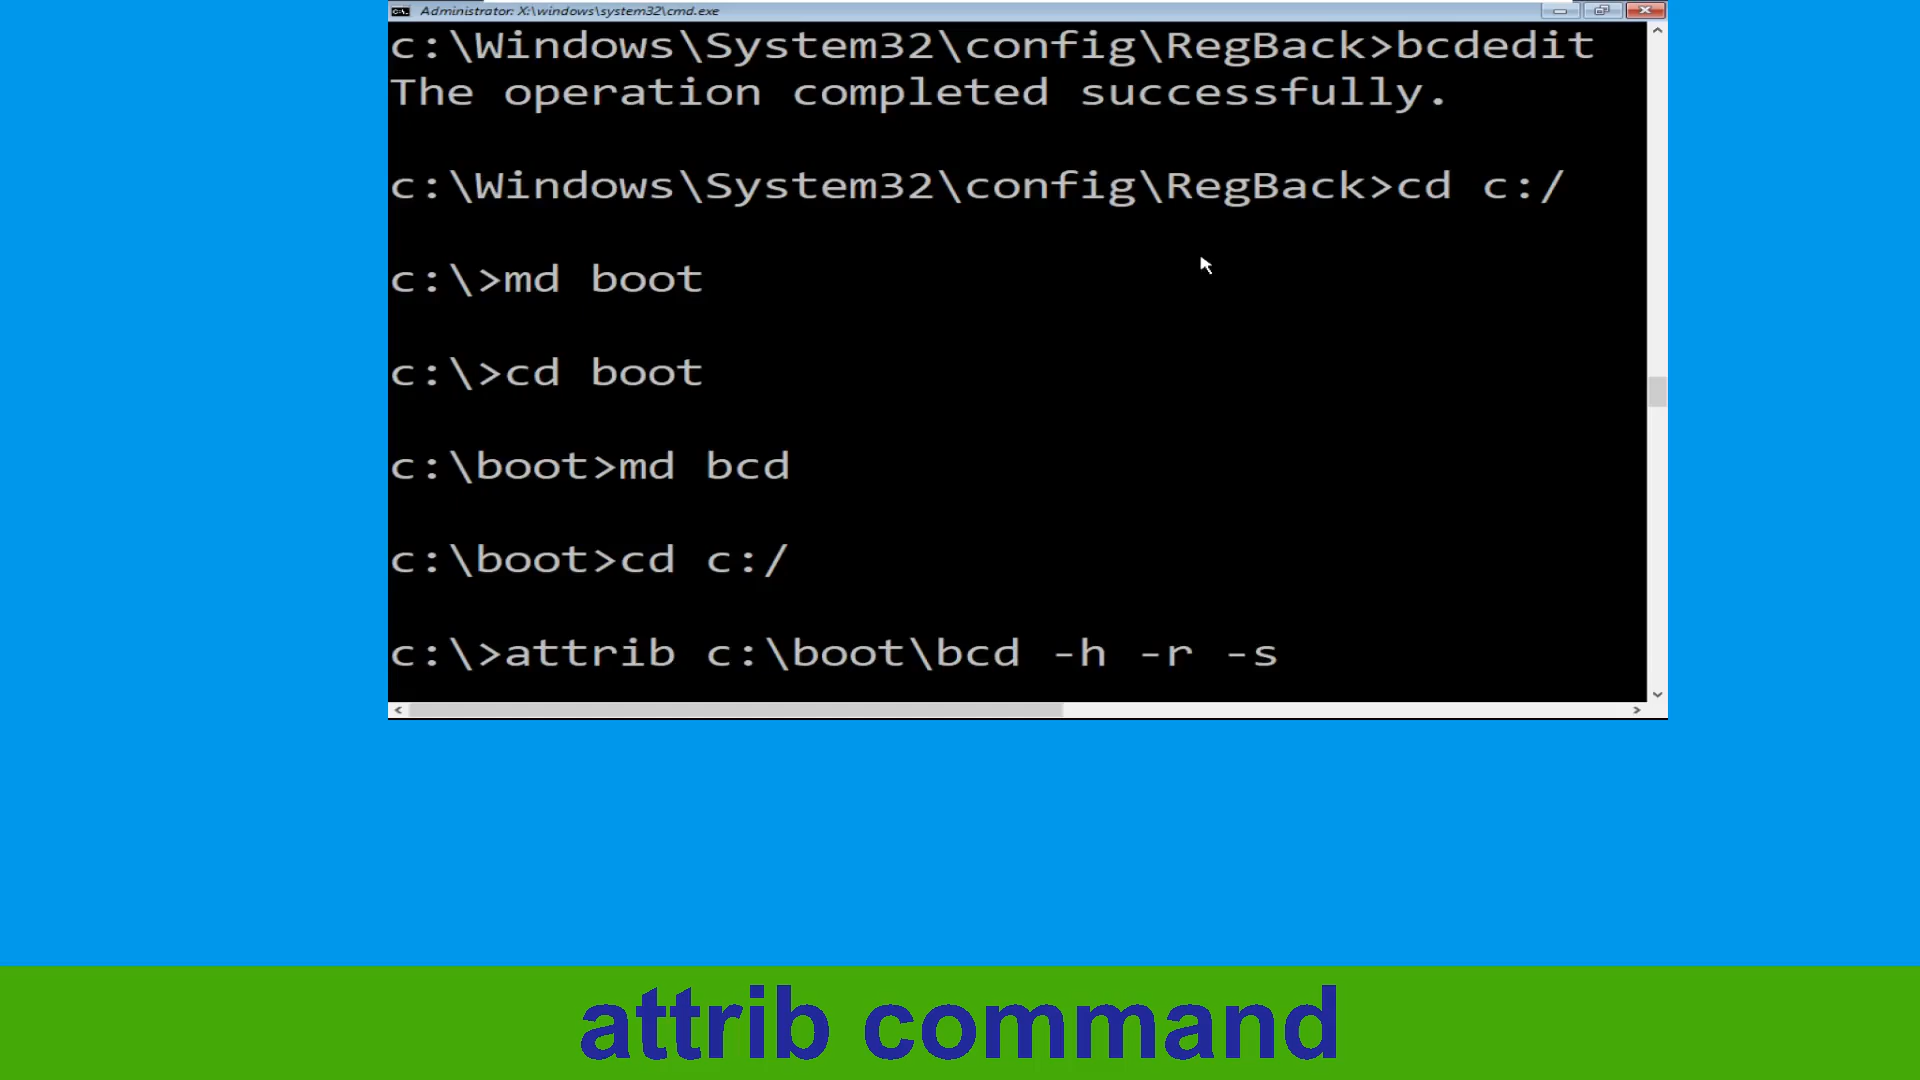 Administrator: X:\windows\system32\cmd.exe
c:\Windows\System32\config\RegBack>bcdedit
The operation completed successfully.
c:\Windows\System32\config\RegBack>cd c:/
c:\>md boot
c:\>cd boot
c:\boot>md bcd
c:\boot>cd c:/
c:\>attrib c:\boot\bcd -h -r -s
attrib command